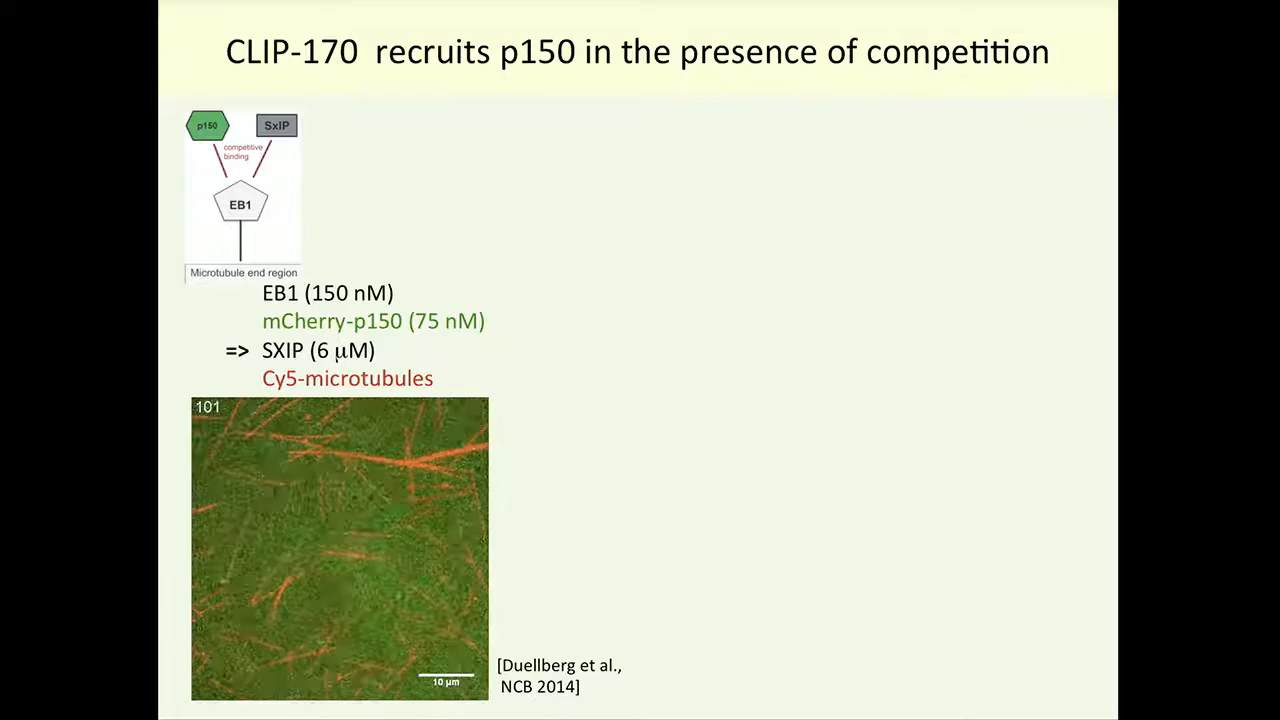 CLIP-170 recruits p150 in the presence of competition
p150
SxIP
competitive
binding
EB1
Microtubule end region
EB1 (150 nM)
mCherry-p150 (75 nM)
=> SXIP (6 μM)
Cy5-microtubules
101
10 μm
[Duellberg et al.,
NCB 2014]